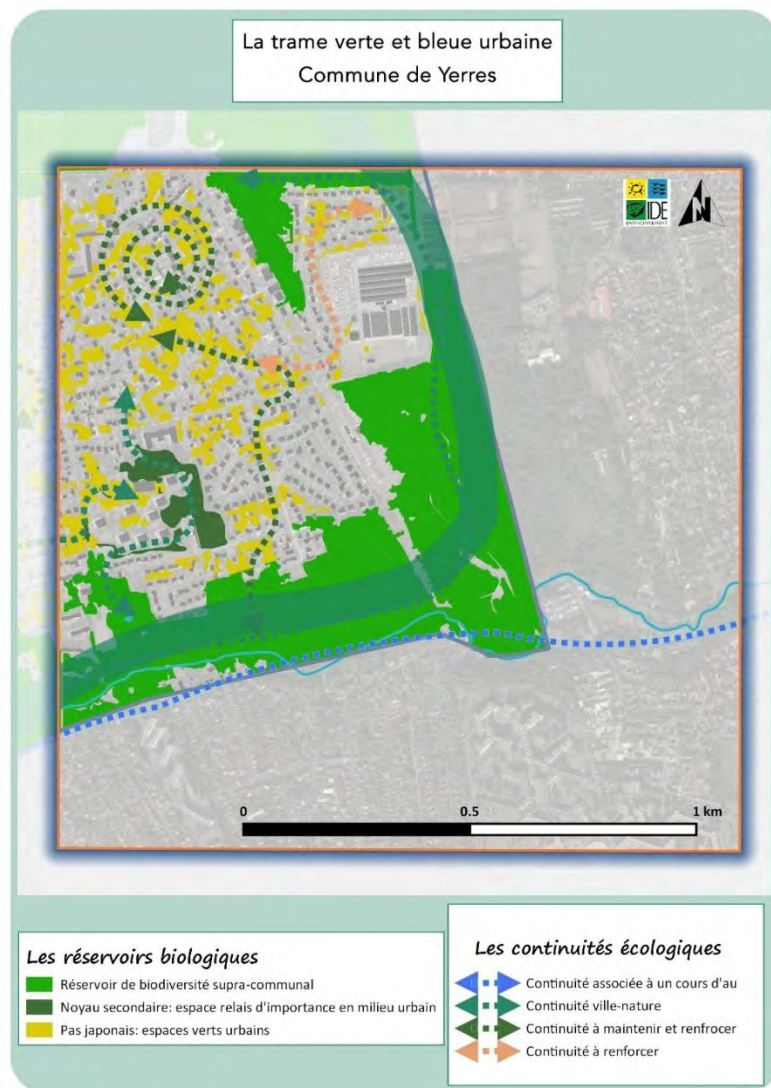 La trame verte et bleue urbaine
Commune de Yerres
IDE
ENVIRONNEMENT
N
0
0.5
1 km
Les réservoirs biologiques
Réservoir de biodiversité supra-communal
Noyau secondaire: espace relais d'importance en milieu urbain
Pas japonais: espaces verts urbains
Les continuités écologiques
Continuité associée à un cours d'au
Continuité ville-nature
Continuité à maintenir et renfrocer
Continuité à renforcer